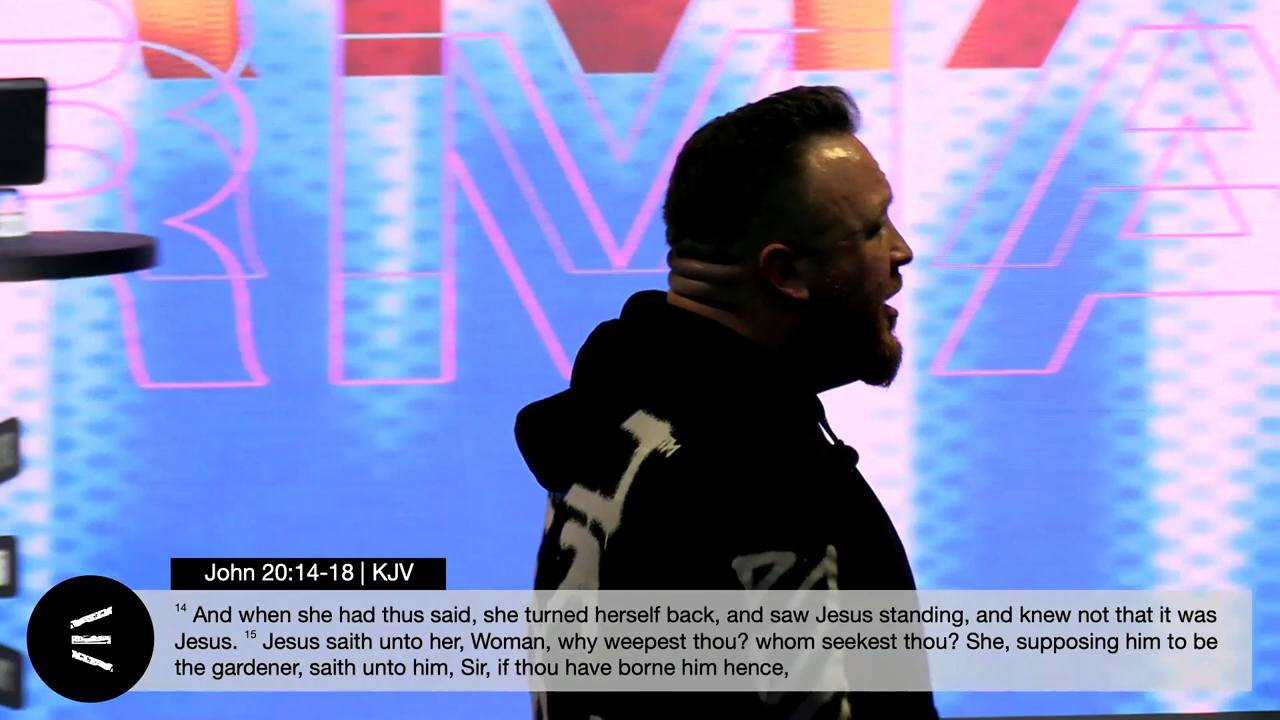 RIMA
John 20:14-18 | KJV
14 And when she had thus said, she turned herself back, and saw Jesus standing, and knew not that it was
Jesus. 15 Jesus saith unto her, Woman, why weepest thou? whom seekest thou? She, supposing him to be
the gardener, saith unto him, Sir, if thou have borne him hence,